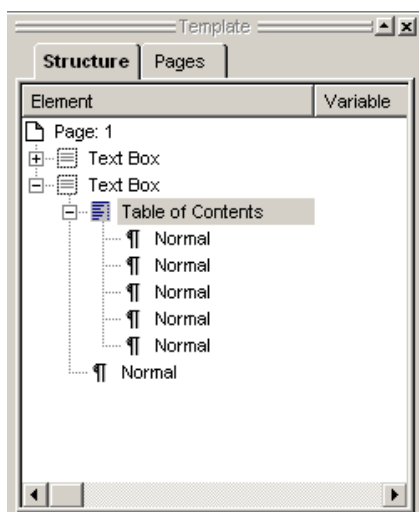 Template
Structure Pages
Element Variable
Page: 1
Text Box
Text Box
Table of Contents
¶ Normal
¶ Normal
¶ Normal
¶ Normal
¶ Normal
¶ Normal